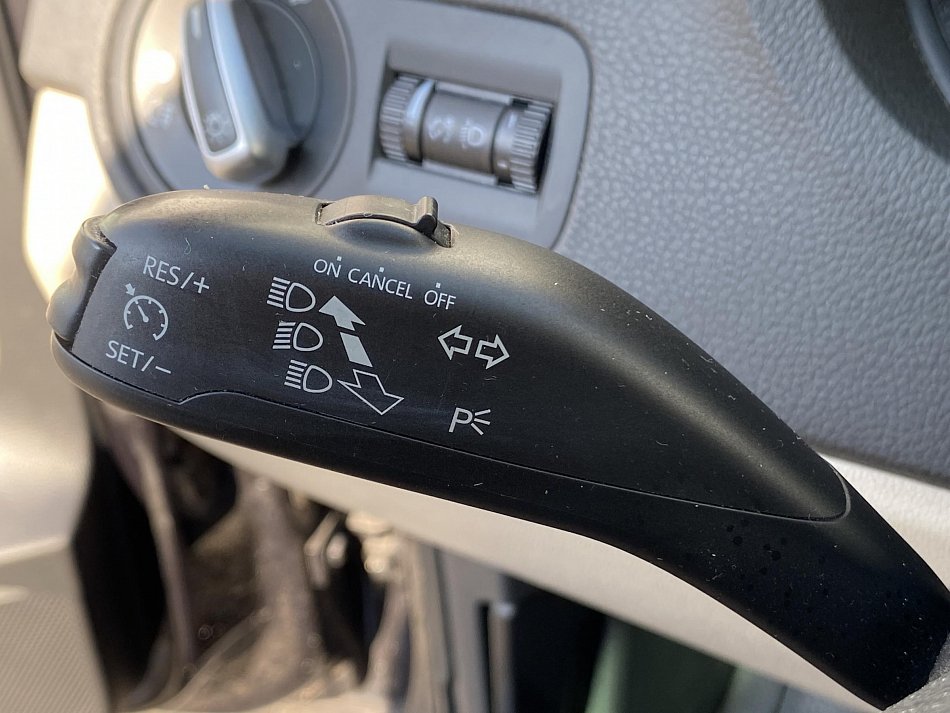 RES/+
ON CANCEL OFF
SET/-
P